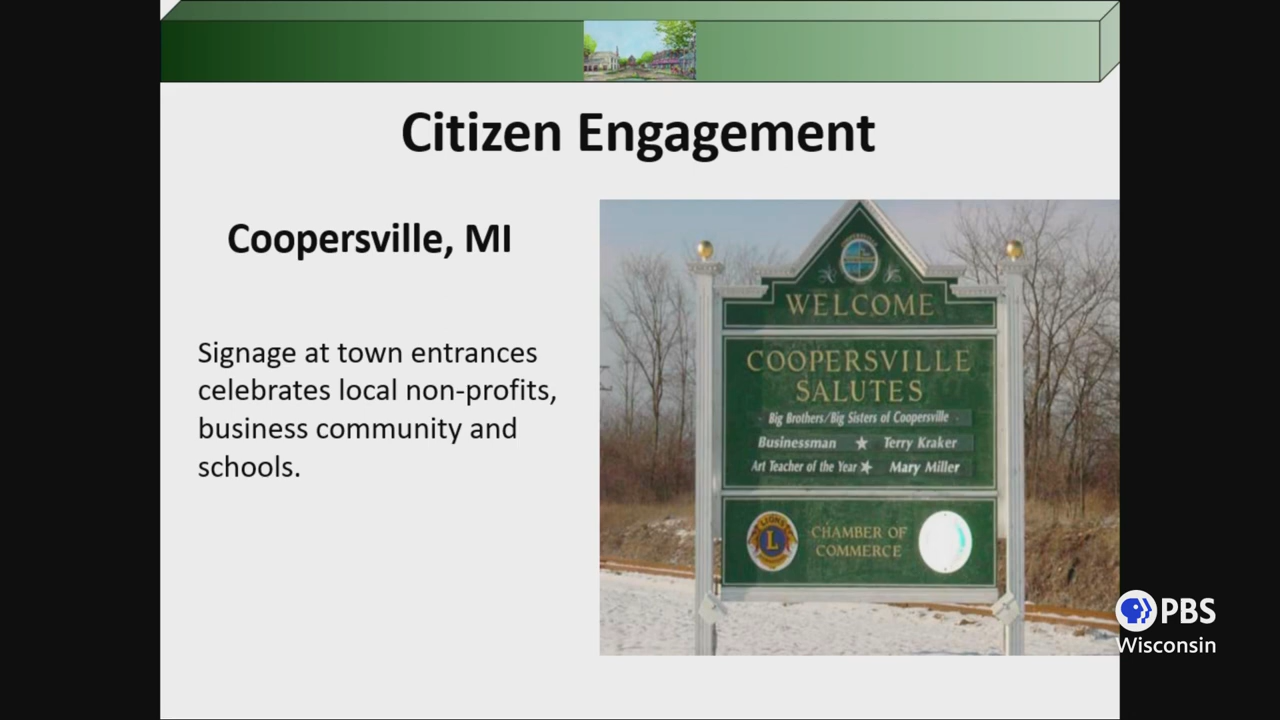 Citizen Engagement
Coopersville, MI
Signage at town entrances
celebrates local non-profits,
business community and
schools.
WELCOME
COOPERSVILLE
SALUTES
Big Brothers/Big Sisters of Coopersville
Businessman ★ Terry Kraker
Art Teacher of the Year ★ Mary Miller
LIONS
L
CHAMBER OF
COMMERCE
PBS
Wisconsin